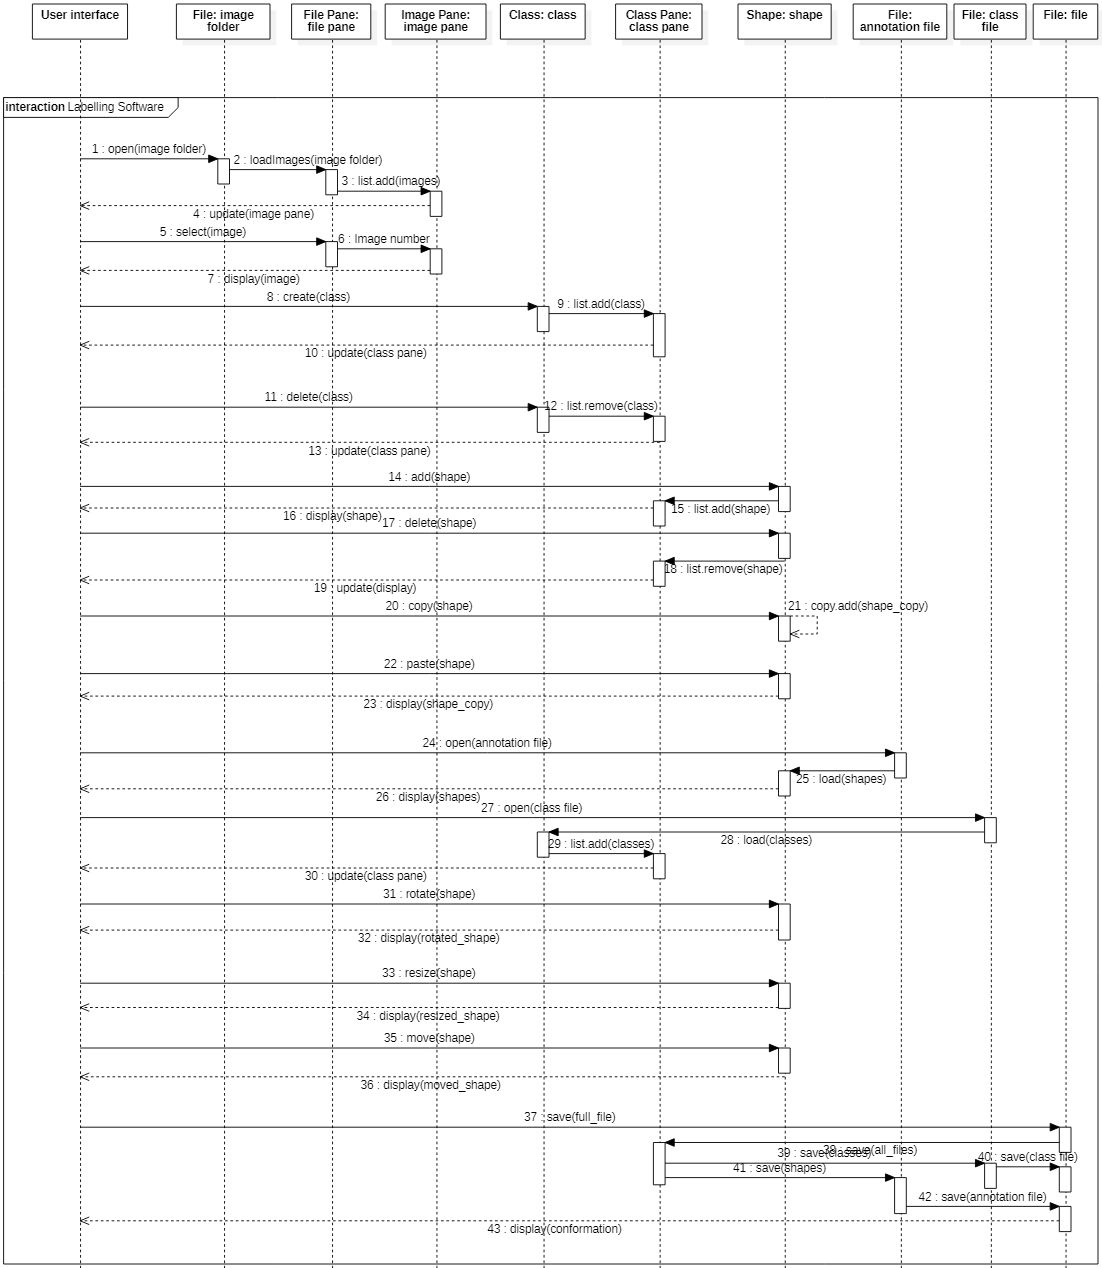 User interface
File: image
folder
File Pane:
file pane
Image Pane:
image pane
Class: class
Class Pane:
class pane
Shape: shape
File:
annotation file
File: class
file
File: file
interaction Labelling Software
1 : open(image folder)
2 : loadImages(image folder)
3 : list.add(images)
4 : update(image pane)
5 : select(image)
6 : Image number
7 : display(image)
8 : create(class)
9 : list.add(class)
10 : update(class pane)
11 : delete(class)
12 : list.remove(class)
13 : update(class pane)
14 : add(shape)
15 : list.add(shape)
16 : display(shape)
17 : delete(shape)
18 : list.remove(shape)
19 : update(display)
20 : copy(shape)
21 : copy.add(shape_copy)
22 : paste(shape)
23 : display(shape_copy)
24 : open(annotation file)
25 : load(shapes)
26 : display(shapes)
27 : open(class file)
28 : load(classes)
29 : list.add(classes)
30 : update(class pane)
31 : rotate(shape)
32 : display(rotated_shape)
33 : resize(shape)
34 : display(resized_shape)
35 : move(shape)
36 : display(moved_shape)
37 : save(full_file)
38 : save(all_files)
39 : save(classes)
40 : save(class file)
41 : save(shapes)
42 : save(annotation file)
43 : display(conformation)